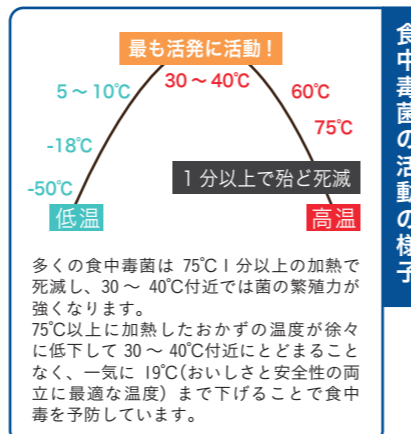 食中毒菌の活動の様子
最も活発に活動！
30～40℃
5～10℃
60℃
75℃
-18℃
-50℃
1分以上で殆ど死滅
低温
高温
多くの食中毒菌は 75℃1分以上の加熱で
死滅し、30～ 40℃付近では菌の繁殖力が
強くなります。
75℃以上に加熱したおかずの温度が徐々
に低下して 30～ 40℃付近にとどまること
なく、一気に 19℃(おいしさと安全性の両
立に最適な温度) まで下げることで食中
毒を予防しています。